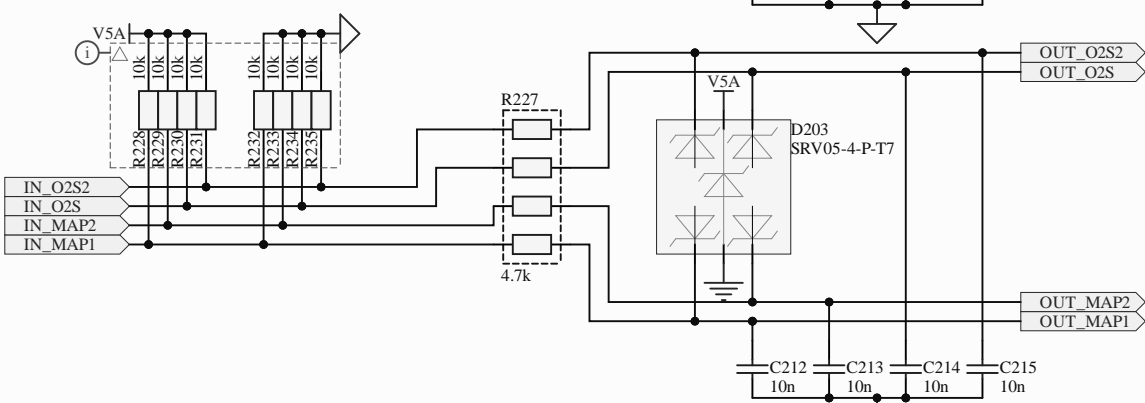 V5A
i
10k
10k
10k
10k
10k
10k
10k
10k
R228
R229
R230
R231
R232
R233
R234
R235
IN_O2S2
IN_O2S
IN_MAP2
IN_MAP1
R227
4.7k
V5A
D203
SRV05-4-P-T7
OUT_O2S2
OUT_O2S
OUT_MAP2
OUT_MAP1
C212
10n
C213
10n
C214
10n
C215
10n